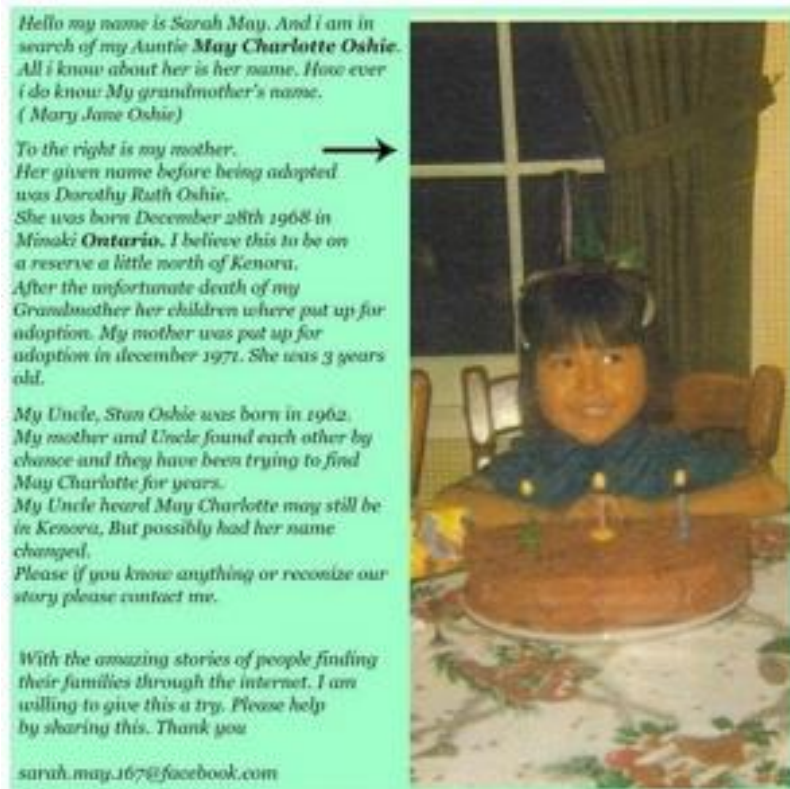 Hello my name is Sarah May. And i am in
search of my Auntie May Charlotte Oshie.
All i know about her is her name. How ever
i do know My grandmother's name.
( Mary Jane Oshie)
To the right is my mother.
Her given name before being adopted
was Dorothy Ruth Oshie.
She was born December 28th 1968 in
Minaki Ontario. I believe this to be on
a reserve a little north of Kenora.
After the unfortunate death of my
Grandmother her children where put up for
adoption. My mother was put up for
adoption in december 1971. She was 3 years
old.
My Uncle, Stan Oshie was born in 1962.
My mother and Uncle found each other by
chance and they have been trying to find
May Charlotte for years.
My Uncle heard May Charlotte may still be
in Kenora, But possibly had her name
changed.
Please if you know anything or reconize our
story please contact me.
With the amazing stories of people finding
their families through the internet. I am
willing to give this a try. Please help
by sharing this. Thank you
sarah.may.167@facebook.com